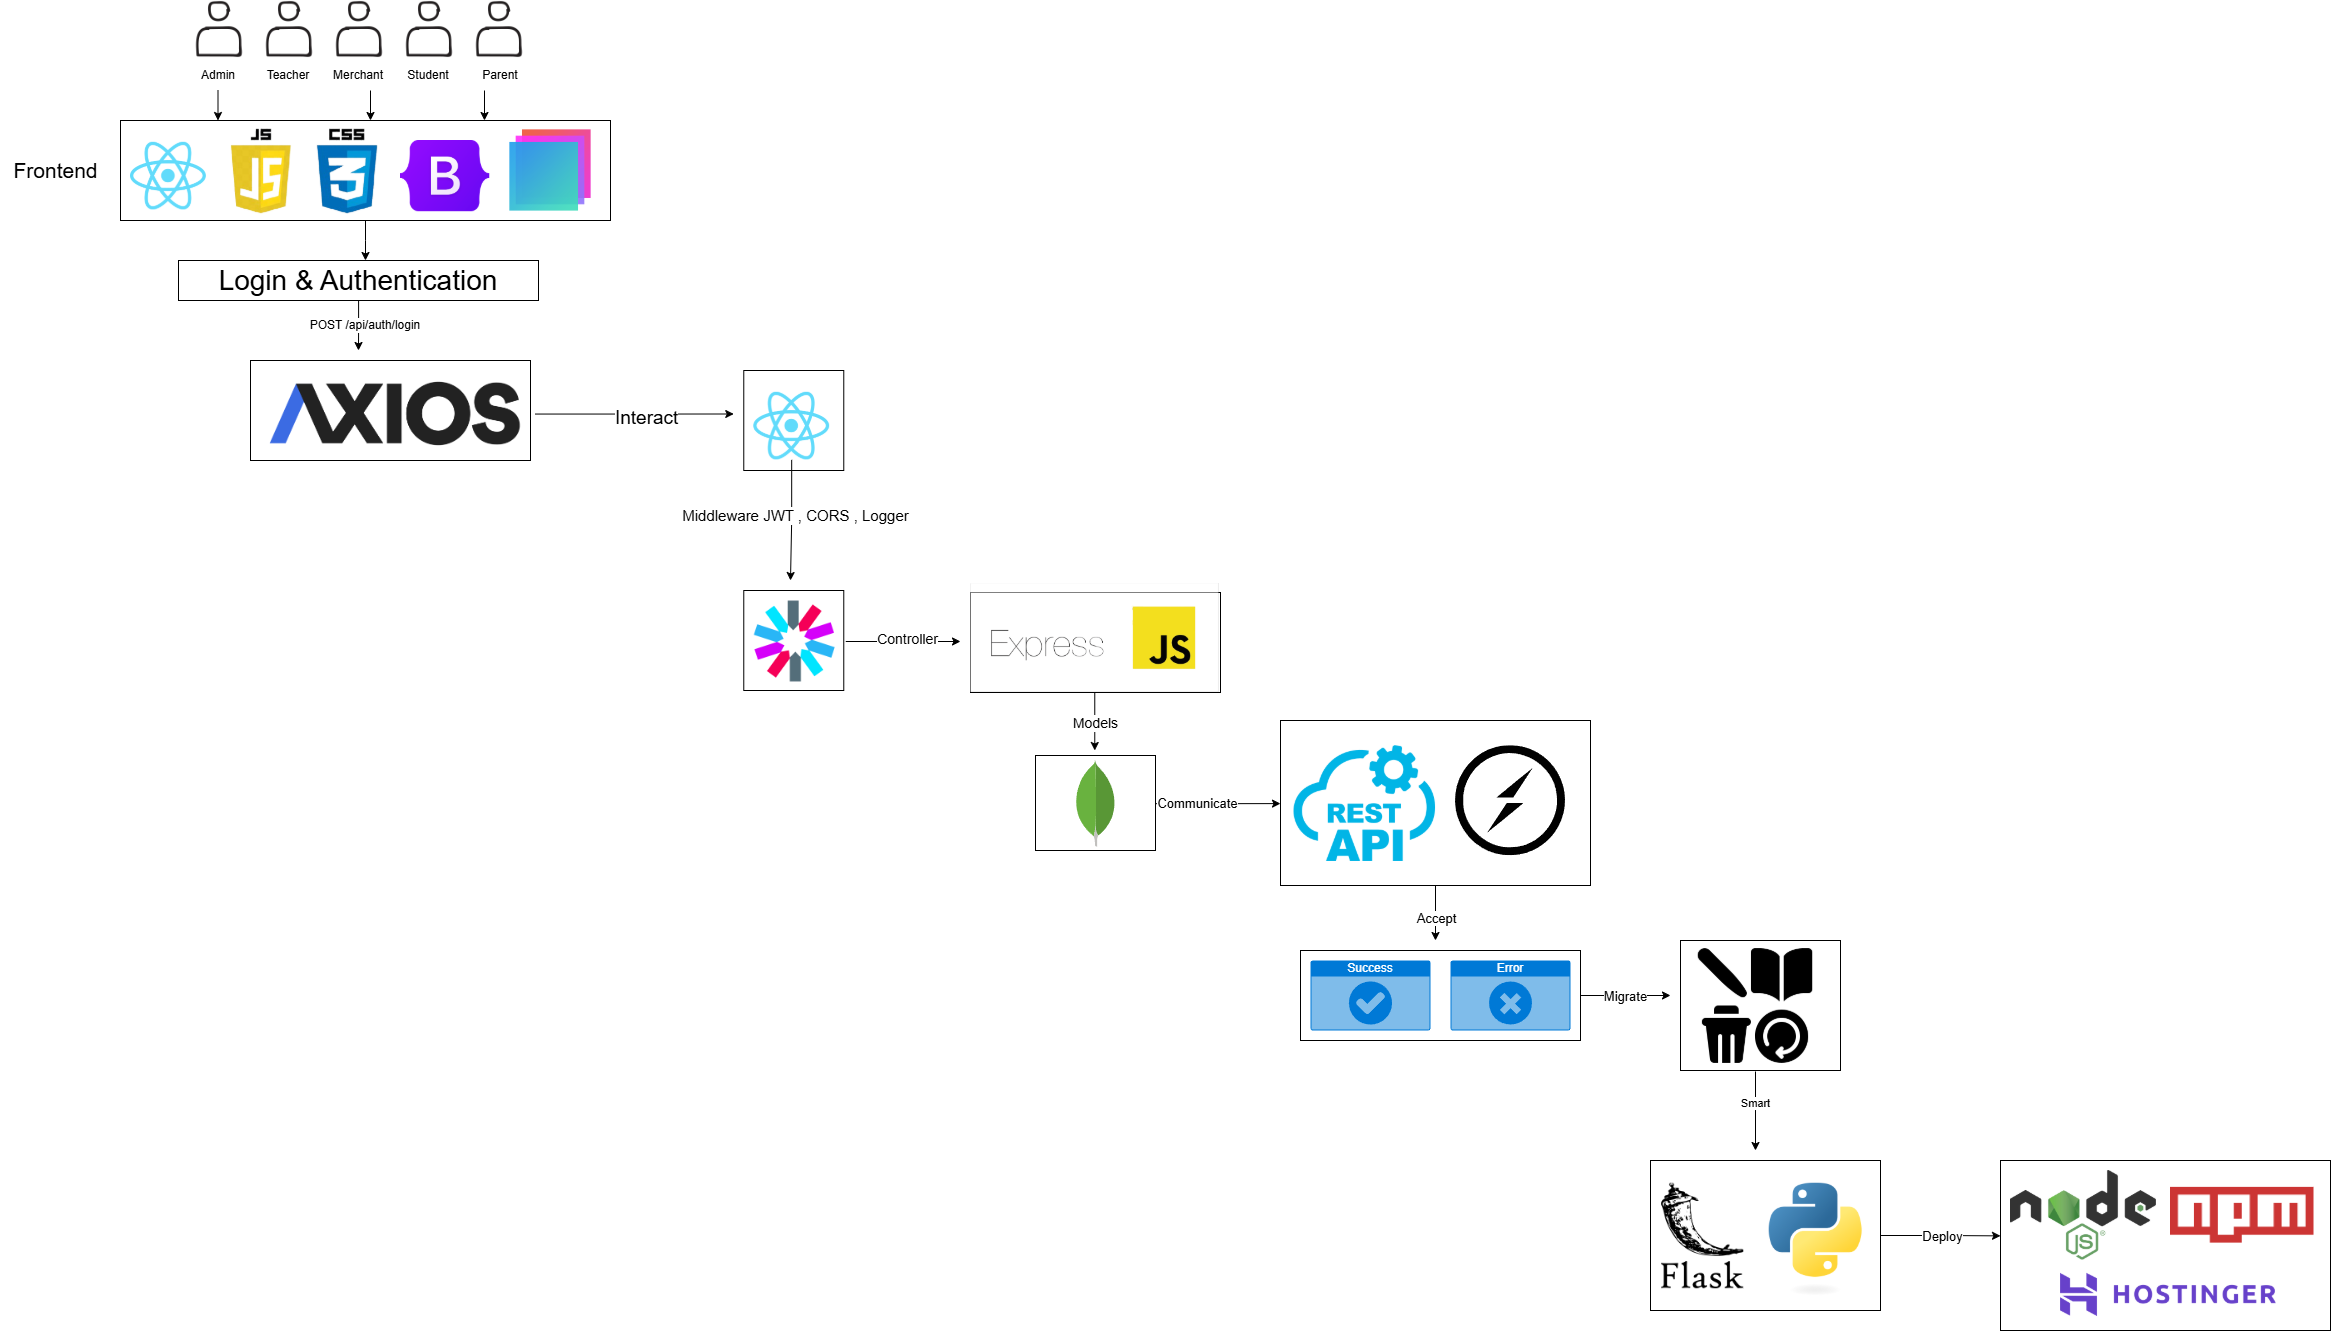 Admin
Teacher
Merchant
Student
Parent
Frontend
JS
JS
CSS
3
B
Login & Authentication
POST /api/auth/login
AXIOS
Interact
Middleware JWT , CORS , Logger
Controller
Express
JS
Models
Communicate
REST
API
Accept
Success
Error
Migrate
Smart
Flask
Deploy
node
JS
®
npm
HOSTINGER